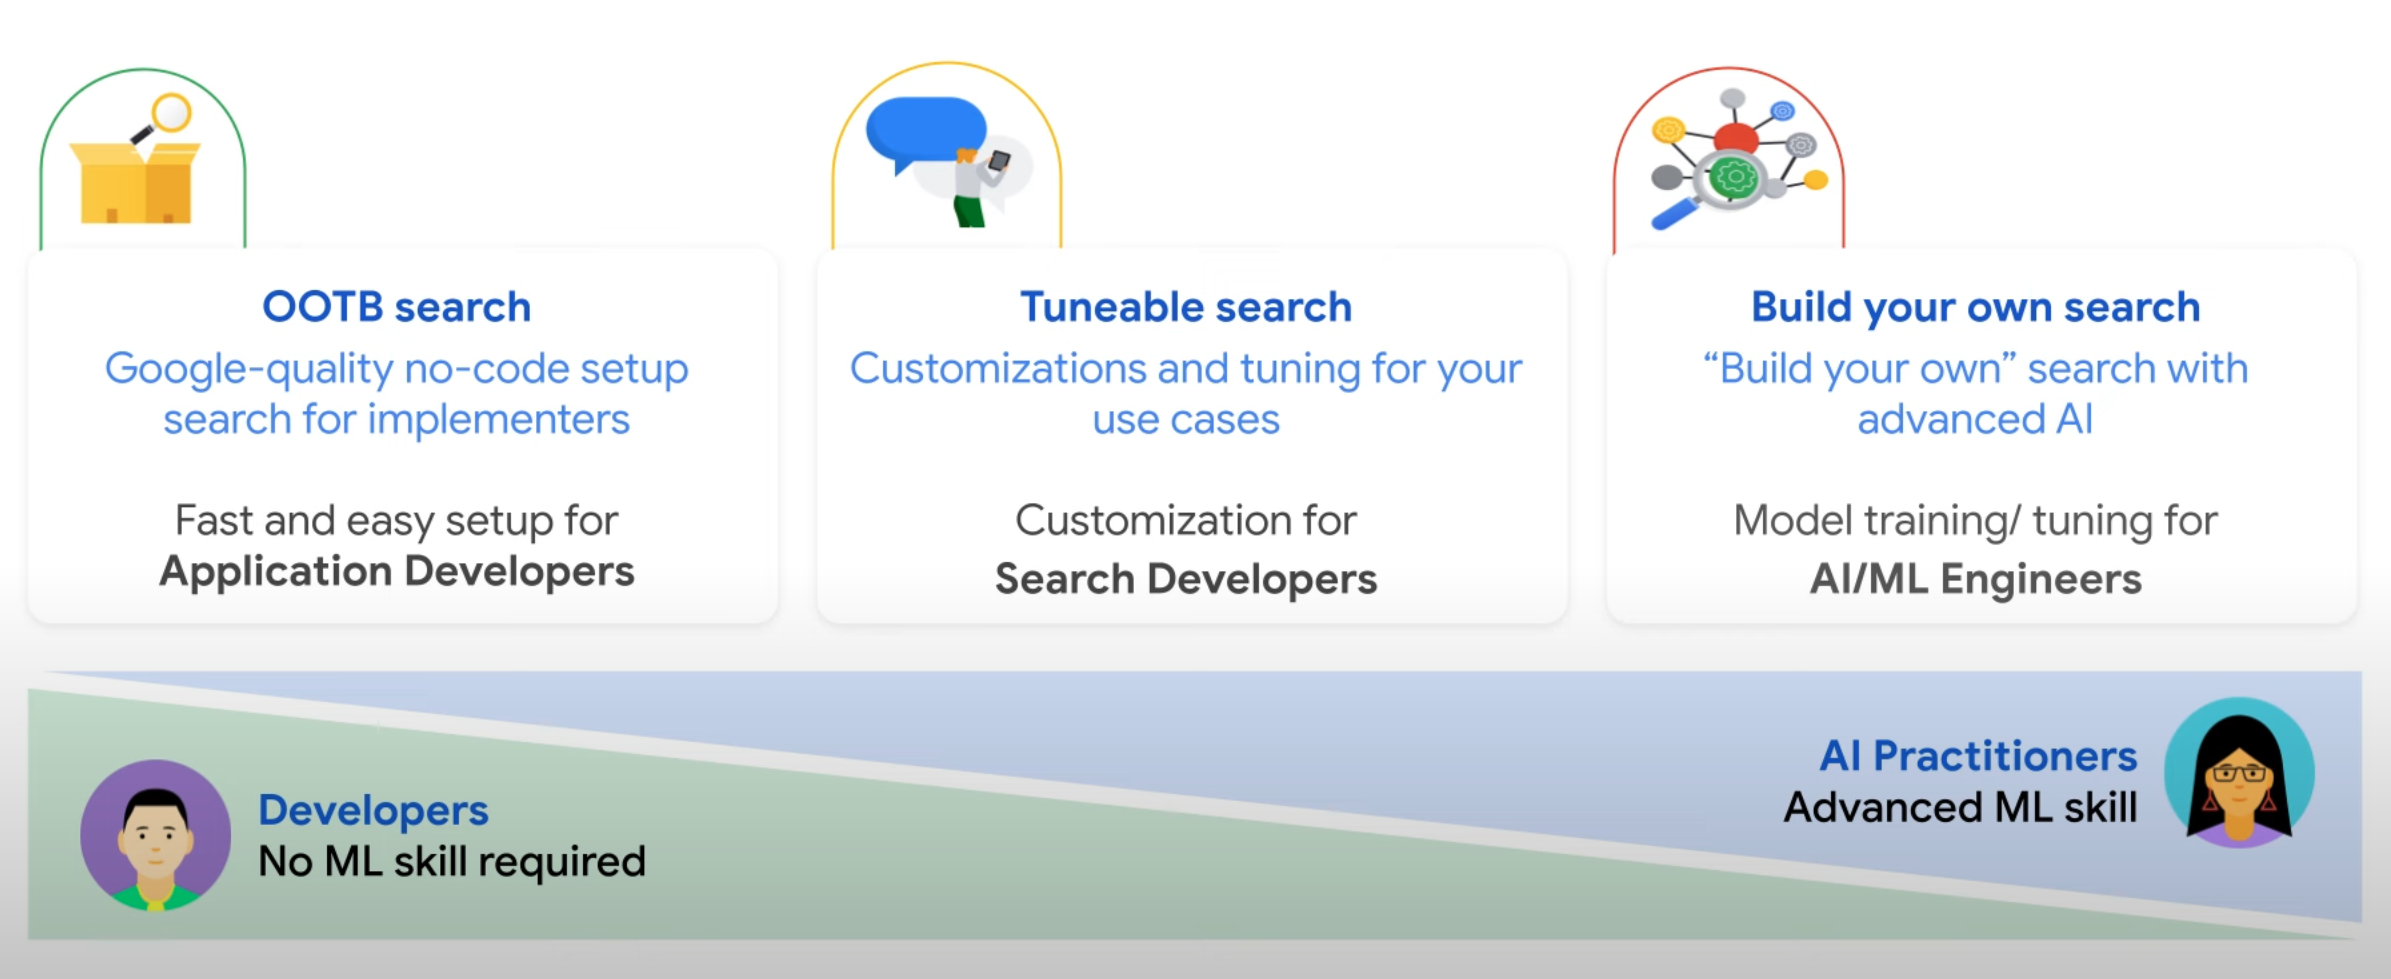 OOTB search
Google-quality no-code setup
search for implementers
Fast and easy setup for
Application Developers
Tuneable search
Customizations and tuning for your
use cases
Customization for
Search Developers
Build your own search
“Build your own” search with
advanced AI
Model training/ tuning for
AI/ML Engineers
Developers
No ML skill required
AI Practitioners
Advanced ML skill